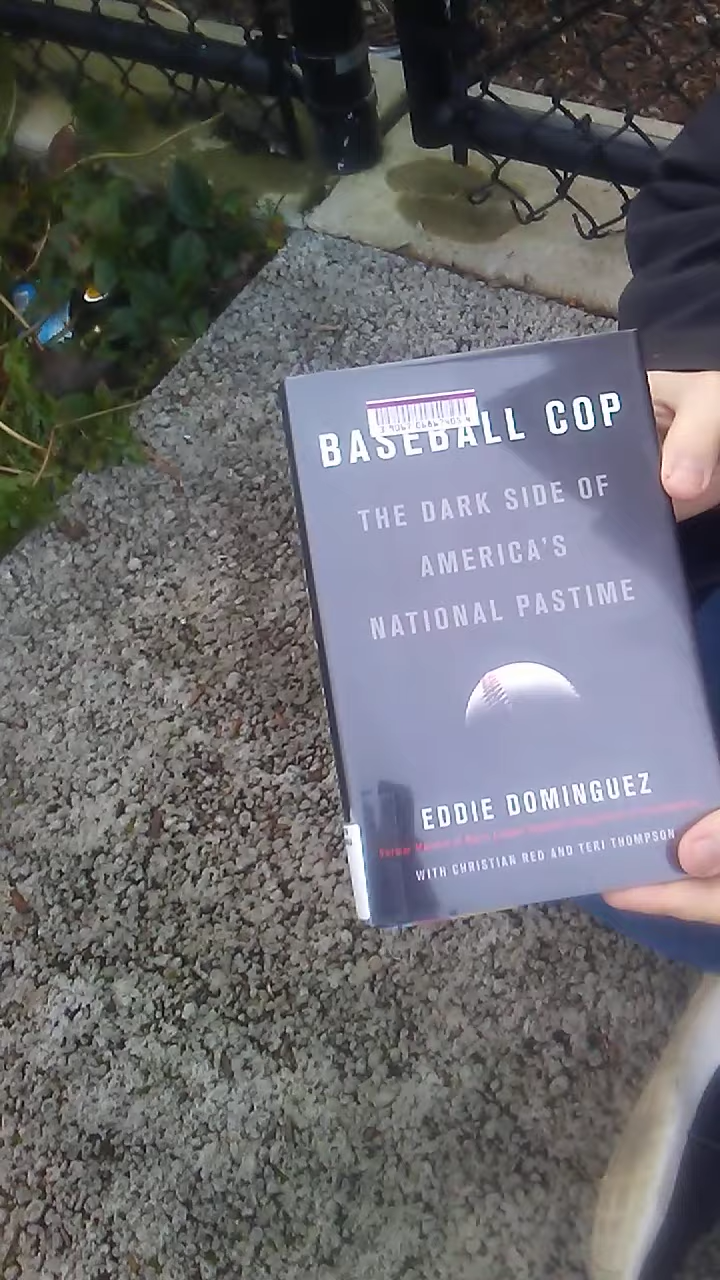 BASEBALL COP
THE DARK SIDE OF
AMERICA'S
NATIONAL PASTIME
EDDIE DOMINGUEZ
WITH CHRISTIAN RED AND TERI THOMPSON